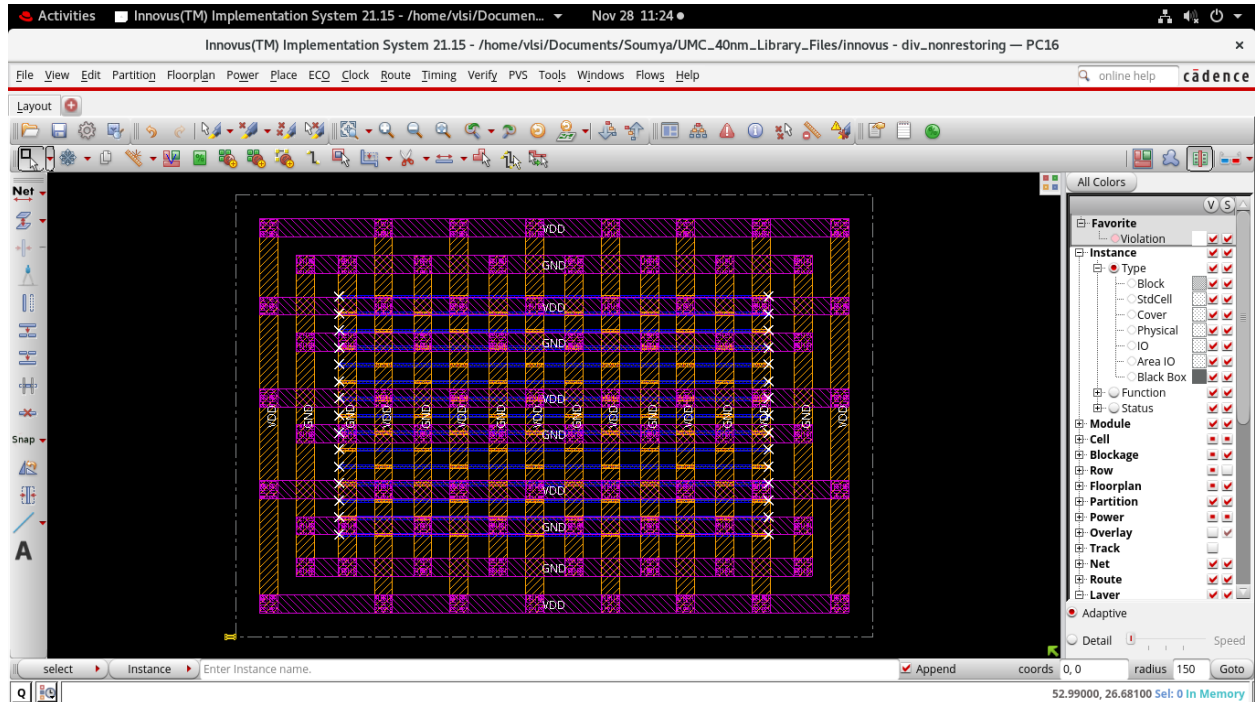 Activities Innovus(TM) Implementation System 21.15 - /home/vlsi/Documen... Nov 28 11:24
Innovus(TM) Implementation System 21.15 - /home/vlsi/Documents/Soumya/UMC_40nm_Library_Files/innovus - div_nonrestoring — PC16 ×
File View Edit Partition Floorplan Power Place ECO Clock Route Timing Verify PVS Tools Windows Flows Help online help cādence
Layout
Net
Snap
A
VDD
GND
VDD
GND
VDD
VDD GND GND VDD GND VDD GND VDD GND VDD GND VDD GND VDD
GND
VDD
GND
GND
VDD
All Colors
V S
Favorite
Violation
Instance
Type
Block
StdCell
Cover
Physical
IO
Area IO
Black Box
Function
Status
Module
Cell
Blockage
Row
Floorplan
Partition
Power
Overlay
Track
Net
Route
Layer
Adaptive
Detail Speed
select Instance Enter Instance name. Append coords 0, 0 radius 150 Goto
Q 52.99000, 26.68100 Sel: 0 In Memory